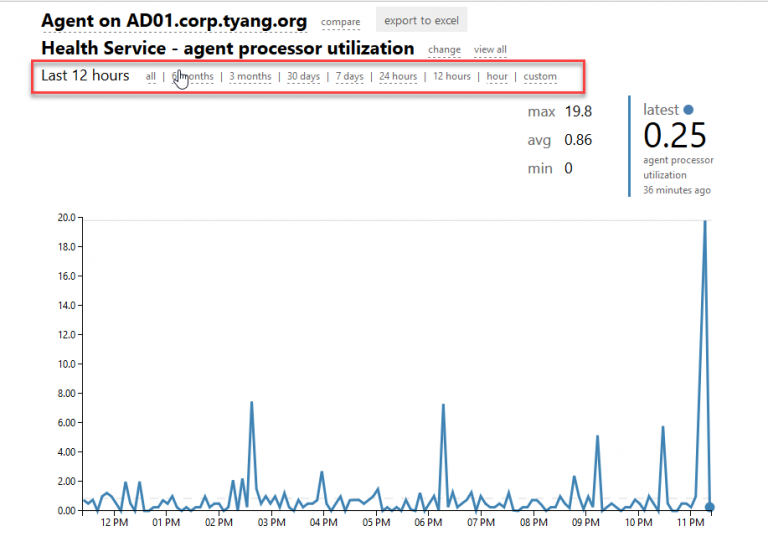 Agent on AD01.corp.tyang.org compare export to excel
Health Service - agent processor utilization change view all
Last 12 hours all | 6 months | 3 months | 30 days | 7 days | 24 hours | 12 hours | hour | custom
max 19.8
avg 0.86
min 0
latest
0.25
agent processor
utilization
36 minutes ago
20.0
18.0
16.0
14.0
12.0
10.0
8.00
6.00
4.00
2.00
0.00
12 PM 01 PM 02 PM 03 PM 04 PM 05 PM 06 PM 07 PM 08 PM 09 PM 10 PM 11 PM